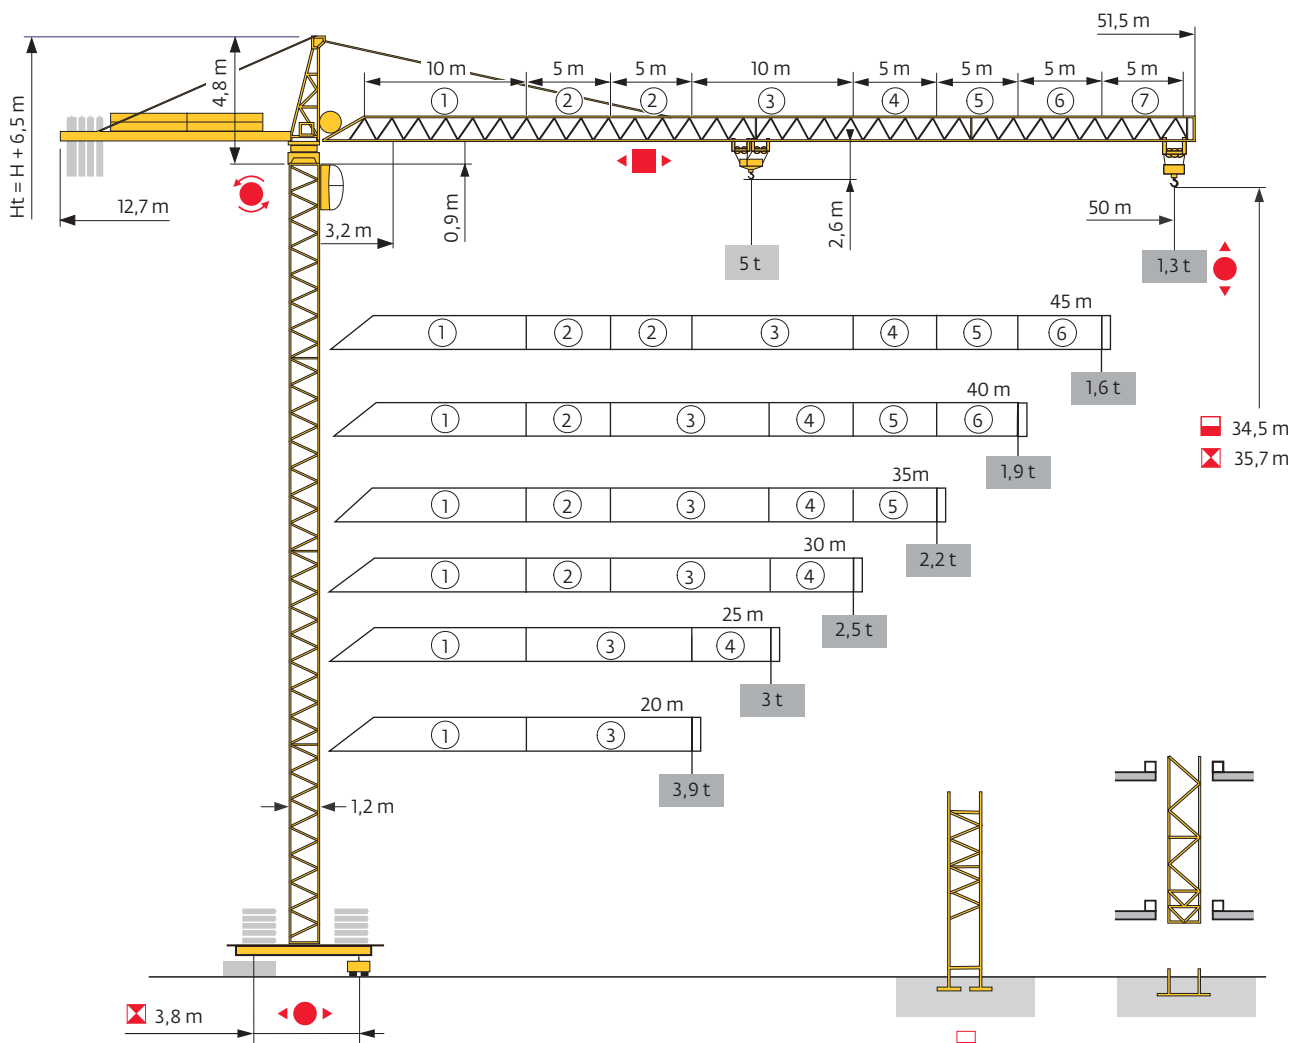 51,5 m
10 m 5 m 5 m 10 m 5 m 5 m 5 m 5 m
1 2 2 3 4 5 6 7
4,8 m
Ht = H + 6,5 m
12,7 m
3,2 m
0,9 m
2,6 m
50 m
5 t
1,3 t
45 m
1 2 2 3 4 5 6
1,6 t
40 m
1 2 3 4 5 6
1,9 t
34,5 m
35,7 m
35m
1 2 3 4 5
2,2 t
30 m
1 2 3 4
2,5 t
25 m
1 3 4
3 t
20 m
1 3
3,9 t
1,2 m
3,8 m